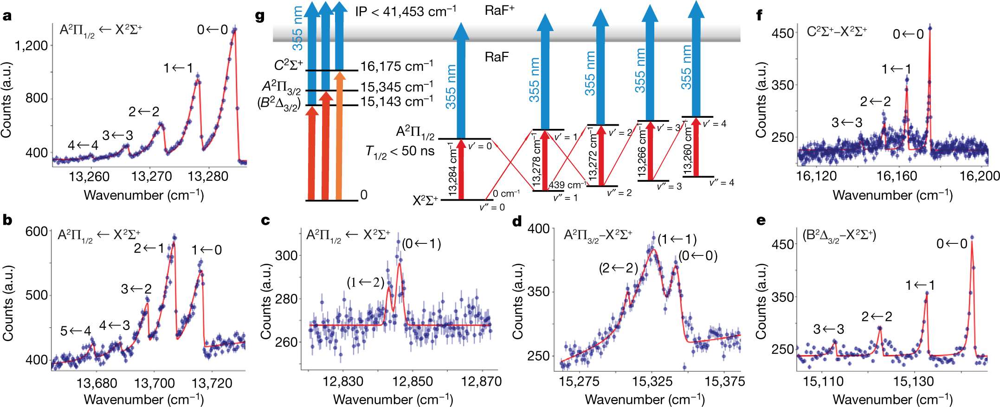 a
A²Π₁/₂ ← X²Σ⁺
0←0
1←1
2←2
3←3
4←4
1,200
800
400
Counts (a.u.)
13,260 13,270 13,280
Wavenumber (cm⁻¹)
g
355 nm
IP < 41,453 cm⁻¹
RaF⁺
RaF
C²Σ⁺ 16,175 cm⁻¹
A²Π₃/₂ 15,345 cm⁻¹
(B²Δ₃/₂) 15,143 cm⁻¹
0
355 nm
355 nm
355 nm
355 nm
355 nm
A²Π₁/₂
T₁/₂ < 50 ns
v′ = 0
v′ = 1
v′ = 2
v′ = 3
v′ = 4
13,284 cm⁻¹
13,278 cm⁻¹
13,272 cm⁻¹
13,266 cm⁻¹
13,260 cm⁻¹
0 cm⁻¹
439 cm⁻¹
X²Σ⁺
v″ = 0
v″ = 1
v″ = 2
v″ = 3
v″ = 4
f
C²Σ⁺–X²Σ⁺
0←0
1←1
2←2
3←3
450
350
250
Counts (a.u.)
16,120 16,160 16,200
Wavenumber (cm⁻¹)
b
A²Π₁/₂ ← X²Σ⁺
2←1
1←0
3←2
4←3
5←4
600
500
400
Counts (a.u.)
13,680 13,700 13,720
Wavenumber (cm⁻¹)
c
A²Π₁/₂ ← X²Σ⁺
(0←1)
(1←2)
300
280
260
Counts (a.u.)
12,830 12,850 12,870
Wavenumber (cm⁻¹)
d
A²Π₃/₂–X²Σ⁺
(1←1)
(0←0)
(2←2)
400
350
250
Counts (a.u.)
15,275 15,325 15,375
Wavenumber (cm⁻¹)
e
(B²Δ₃/₂–X²Σ⁺)
0←0
1←1
2←2
3←3
450
350
250
Counts (a.u.)
15,110 15,130
Wavenumber (cm⁻¹)